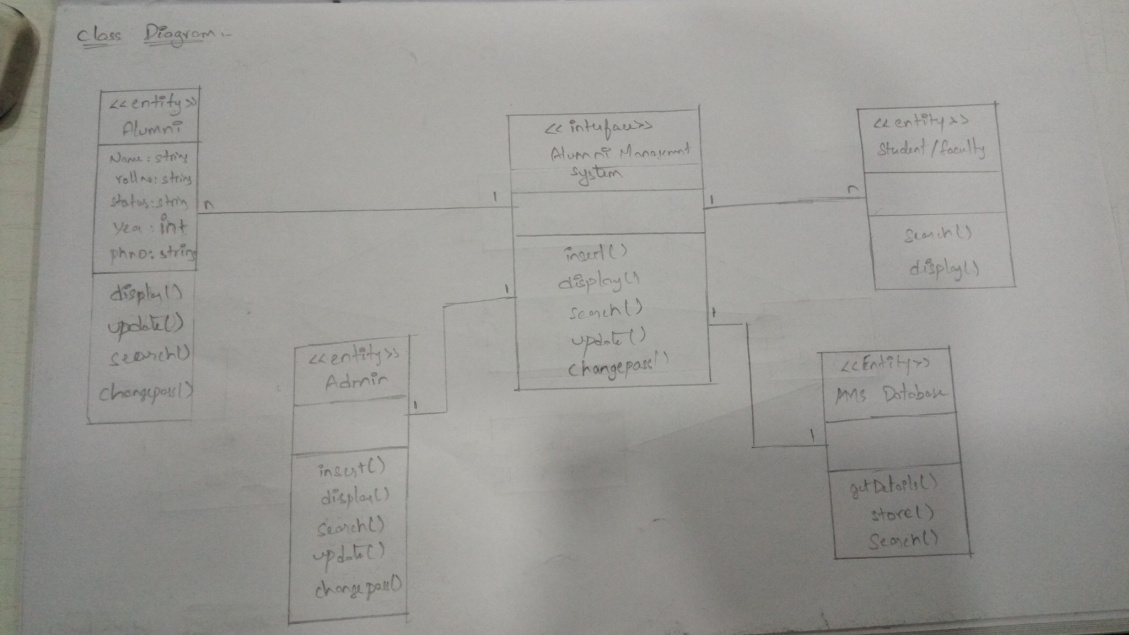 Class Diagram:-
<<entity>>
Alumni
Name: string
rollno: string
status: string
Yea: int
phno: string
display()
update()
search()
changepass()
n
1
<<interface>>
Alumni Management
system
insert()
display()
search()
update()
changepass()
1
n
<<entity>>
Student/faculty
search()
display()
<<entity>>
Admin
insert()
display()
search()
update()
changepass()
1
1
1
1
<<Entity>>
AMS Database
getDetails()
store()
Search()